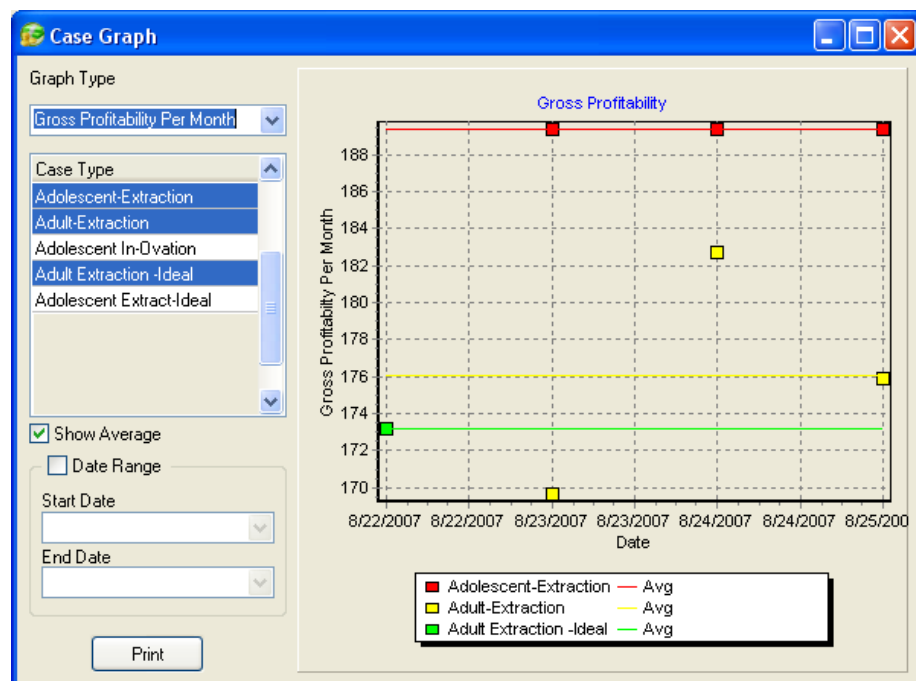 Case Graph
Graph Type
Gross Profitability Per Month
Case Type
Adolescent-Extraction
Adult-Extraction
Adolescent In-Ovation
Adult Extraction -Ideal
Adolescent Extract-Ideal
Show Average
Date Range
Start Date
End Date
Print
Gross Profitability
Gross Profitabilty Per Month
188
186
184
182
180
178
176
174
172
170
8/22/2007 8/22/2007 8/23/2007 8/23/2007 8/24/2007 8/24/2007 8/25/200
Date
Adolescent-Extraction Avg
Adult-Extraction Avg
Adult Extraction -Ideal Avg